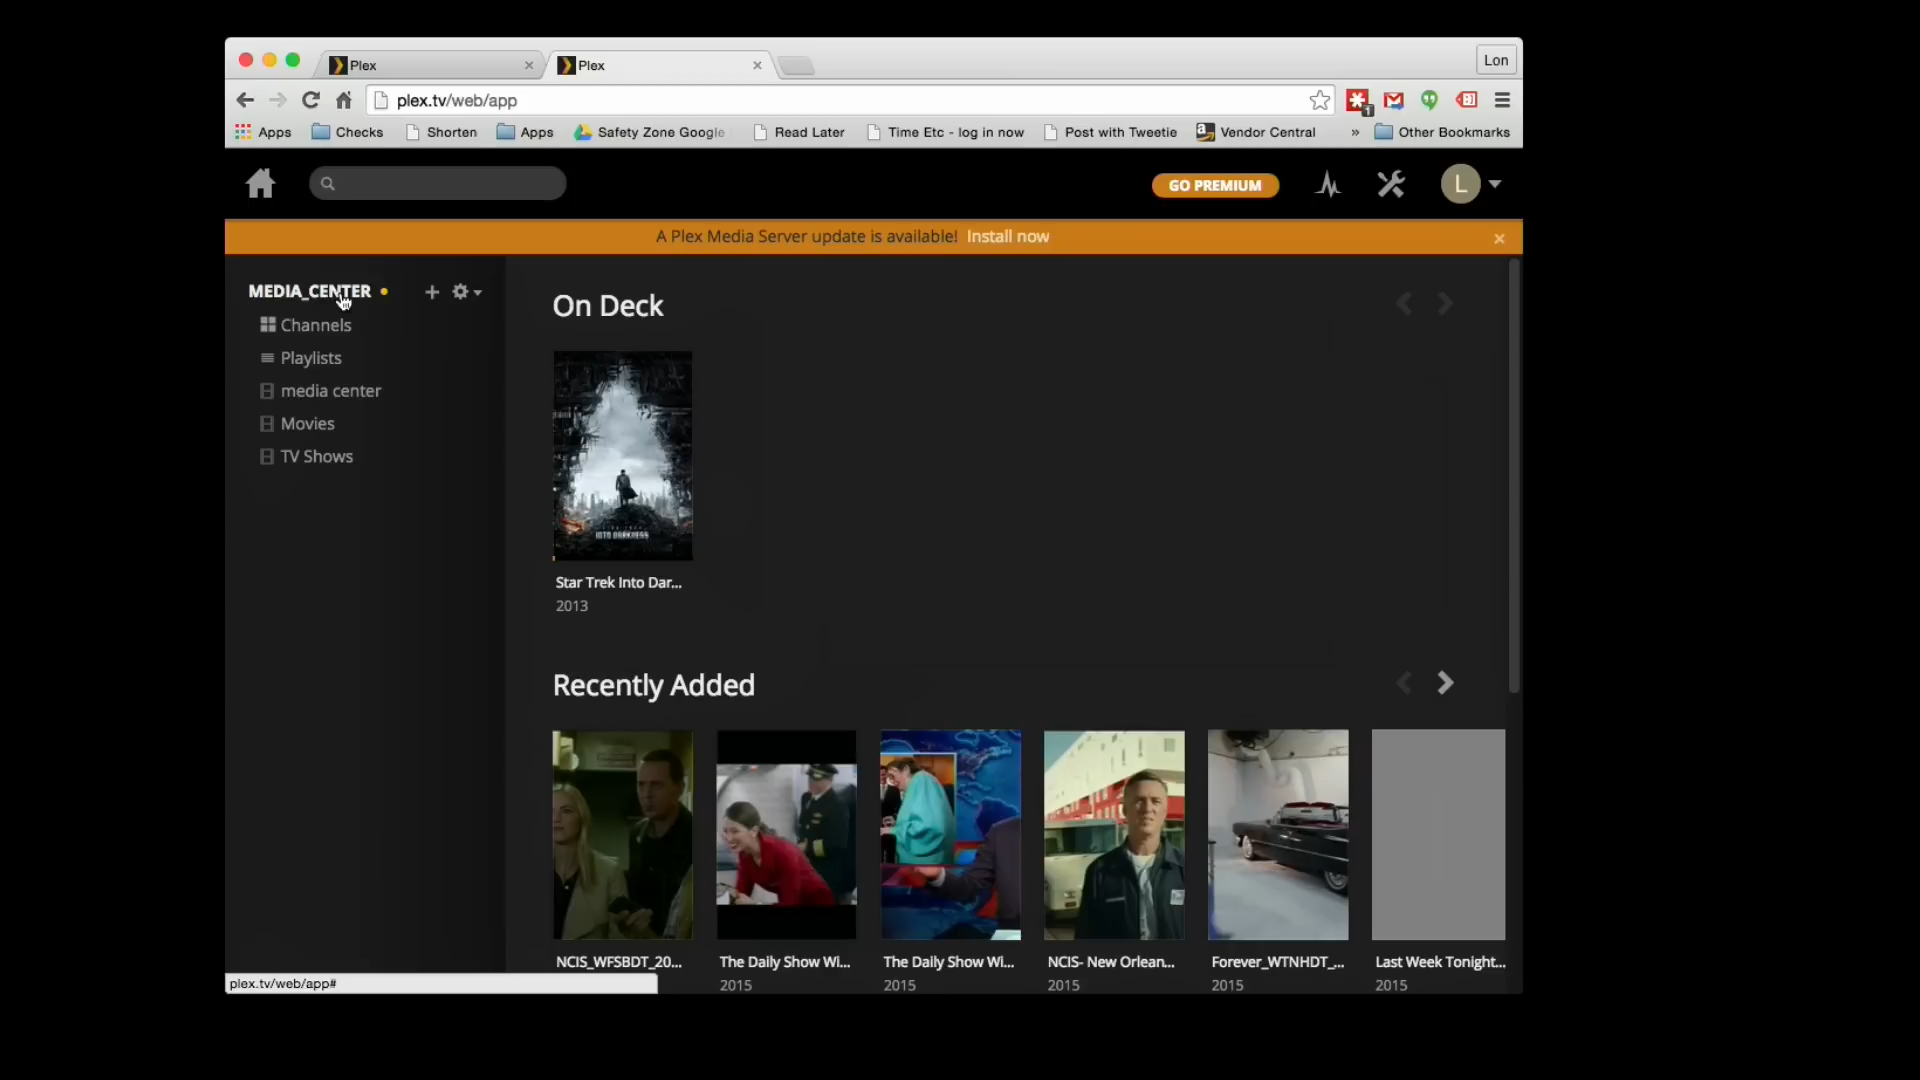 Plex
Plex
Lon
plex.tv/web/app
1
Apps
Checks
Shorten
Apps
Safety Zone Google
Read Later
Time Etc - log in now
Post with Tweetie
Vendor Central
»
Other Bookmarks
GO PREMIUM
L
A Plex Media Server update is available! Install now
MEDIA_CENTER
Channels
Playlists
media center
Movies
TV Shows
On Deck
INTO DARKNESS
Star Trek Into Dar...
2013
Recently Added
NCIS_WFSBDT_20...
The Daily Show Wi...
2015
The Daily Show Wi...
2015
NCIS- New Orlean...
2015
Forever_WTNHDT_...
2015
Last Week Tonight...
2015
plex.tv/web/app#